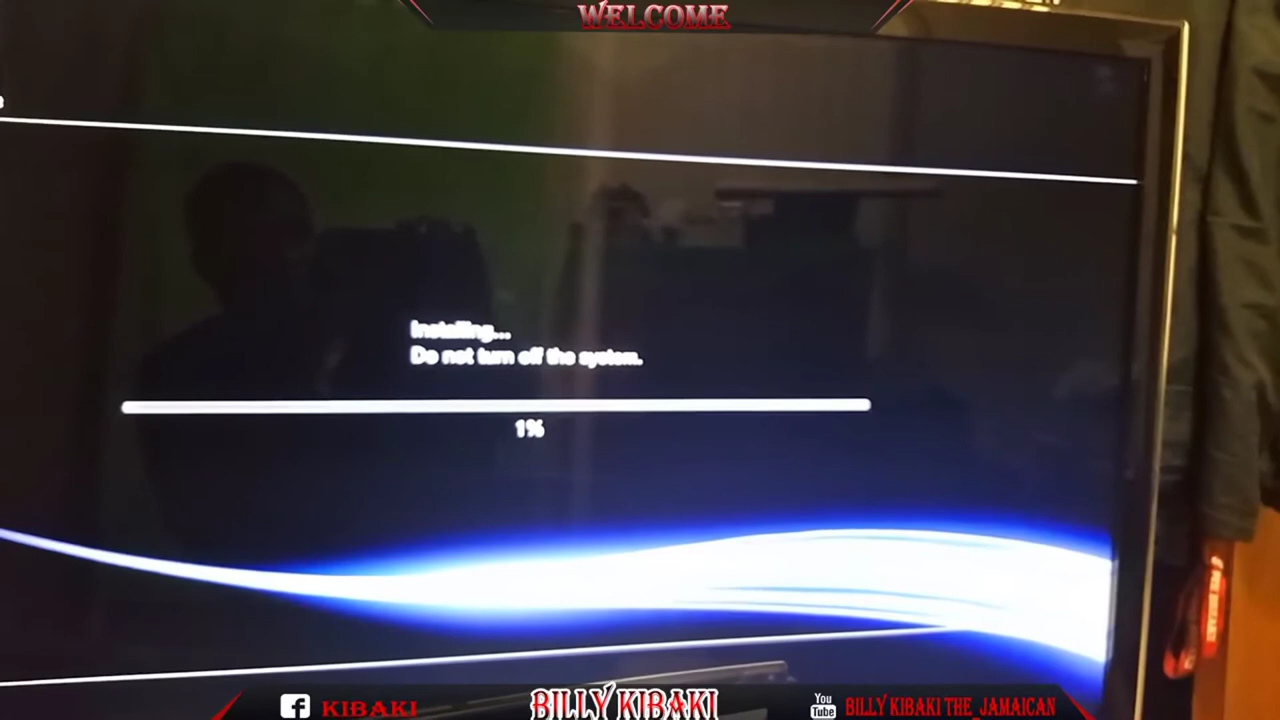 WELCOME
Installing...
Do not turn off the system.
1%
KIBAKI
BILLY KIBAKI
You
Tube
BILLY KIBAKI THE_JAMAICAN